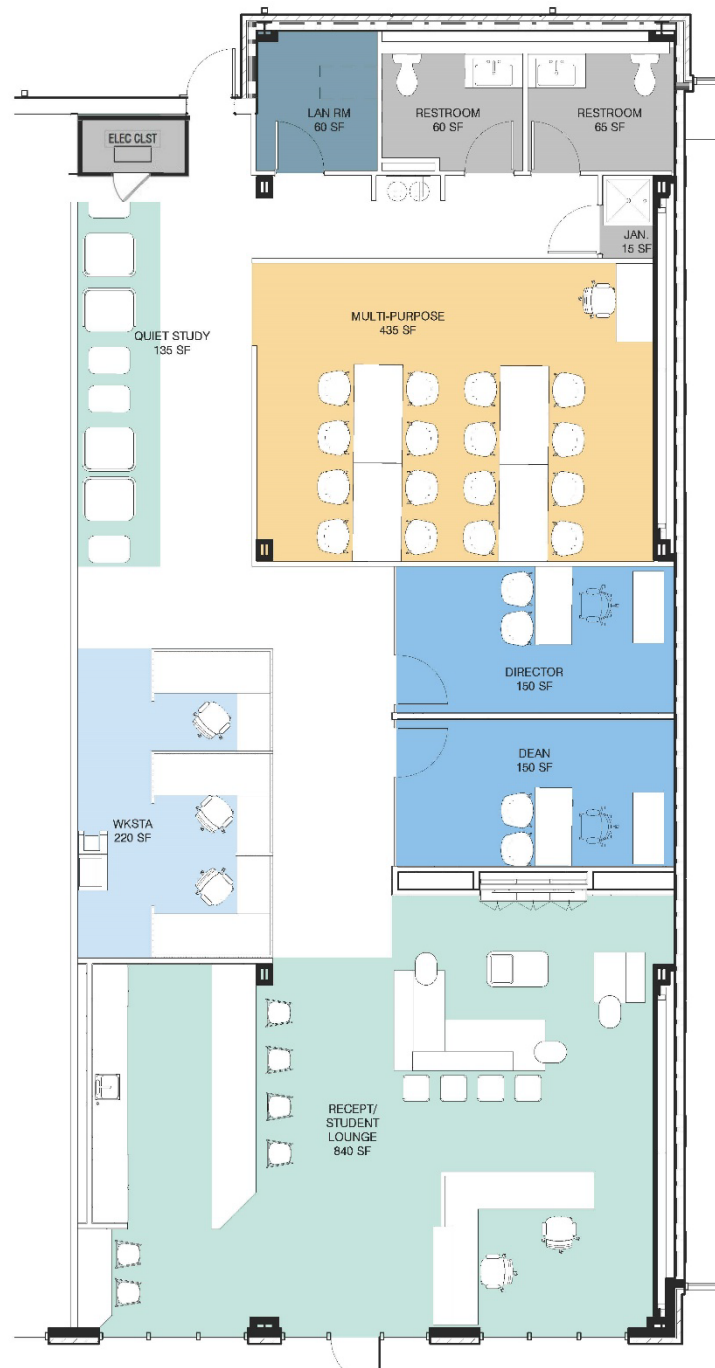 LAN RM
60 SF
RESTROOM
60 SF
RESTROOM
65 SF
ELEC CLST
JAN.
15 SF
MULTI-PURPOSE
435 SF
QUIET STUDY
135 SF
DIRECTOR
150 SF
DEAN
150 SF
WKSTA
220 SF
RECEPT/
STUDENT
LOUNGE
840 SF